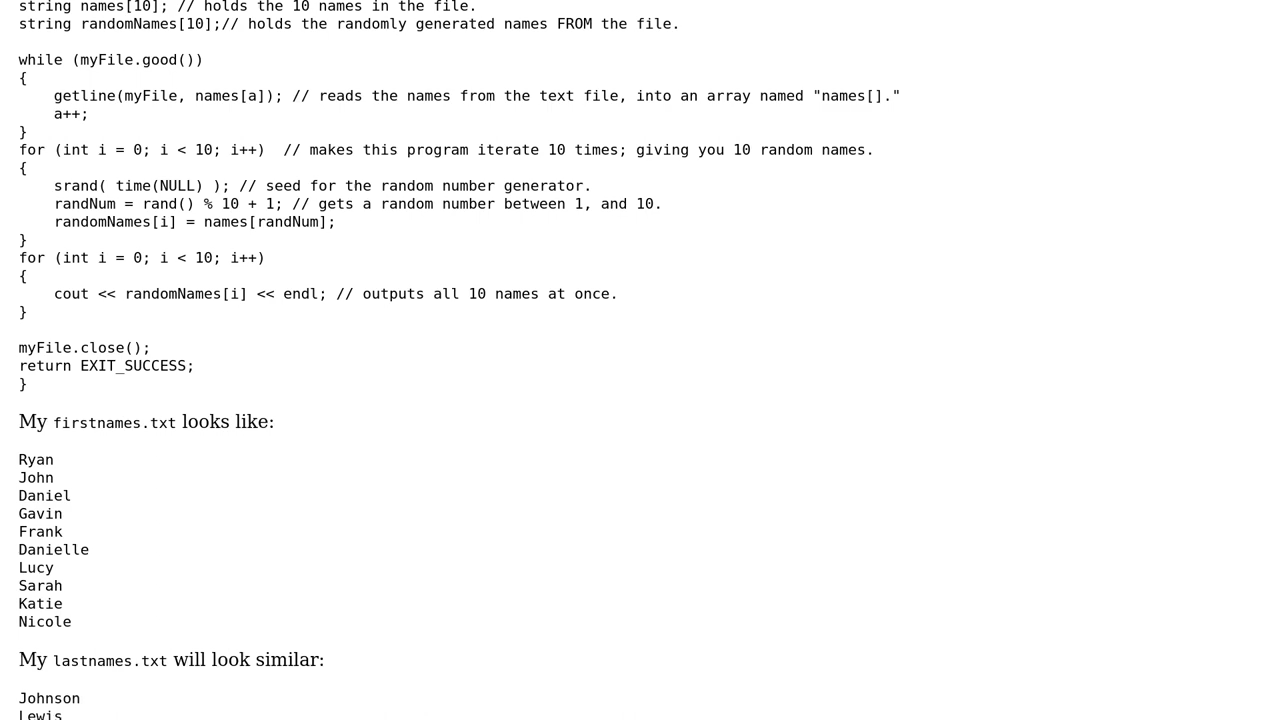 string names[10]; // holds the 10 names in the file.
string randomNames[10];// holds the randomly generated names FROM the file.

while (myFile.good())
{
    getline(myFile, names[a]); // reads the names from the text file, into an array named "names[]."
    a++;
}
for (int i = 0; i < 10; i++)  // makes this program iterate 10 times; giving you 10 random names.
{
    srand( time(NULL) ); // seed for the random number generator.
    randNum = rand() % 10 + 1; // gets a random number between 1, and 10.
    randomNames[i] = names[randNum];
}
for (int i = 0; i < 10; i++)
{
    cout << randomNames[i] << endl; // outputs all 10 names at once.
}

myFile.close();
return EXIT_SUCCESS;
}
My firstnames.txt looks like:
Ryan
John
Daniel
Gavin
Frank
Danielle
Lucy
Sarah
Katie
Nicole
My lastnames.txt will look similar:
Johnson
Lewis